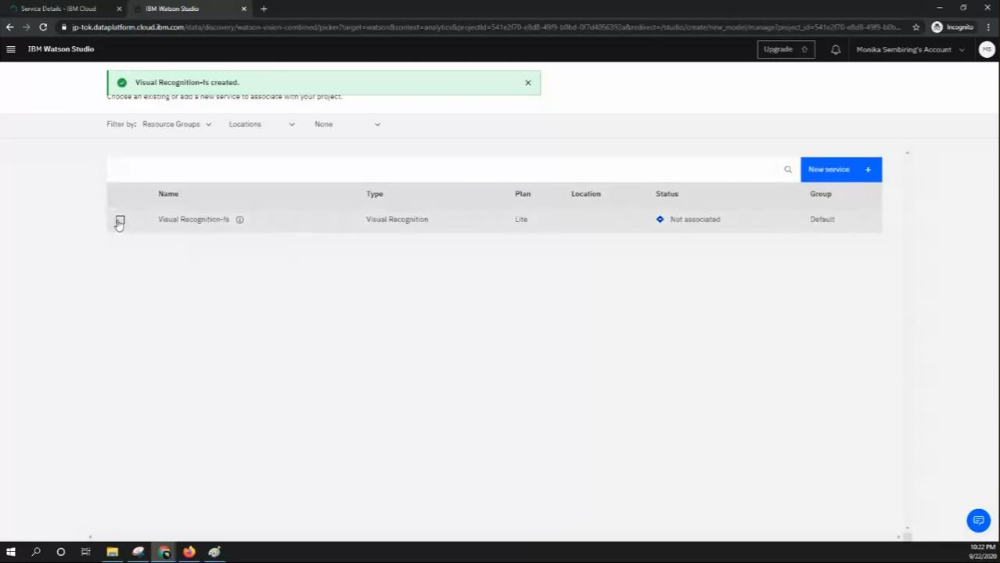 Service Details - IBM Cloud
IBM Watson Studio
jp-tok.dataplatform.cloud.ibm.com/data/discovery/watson-vision-combined/picker?target=watson&context=analytics&projectId=541e2f70-e8d8-49f9-b0bd-0f7d4056392a&redirect=/studio/create/new_model/manage?project_id=541e2f70-e8d8-49f9-b0b...
Incognito
IBM Watson Studio
Upgrade
Monika Sembiring's Account
MS
Visual Recognition-fs created.
Choose an existing or add a new service to associate with your project.
Filter by: Resource Groups Locations None
New service +
Name Type Plan Location Status Group
Visual Recognition-fs Visual Recognition Lite Not associated Default
10:22 PM
9/22/2020